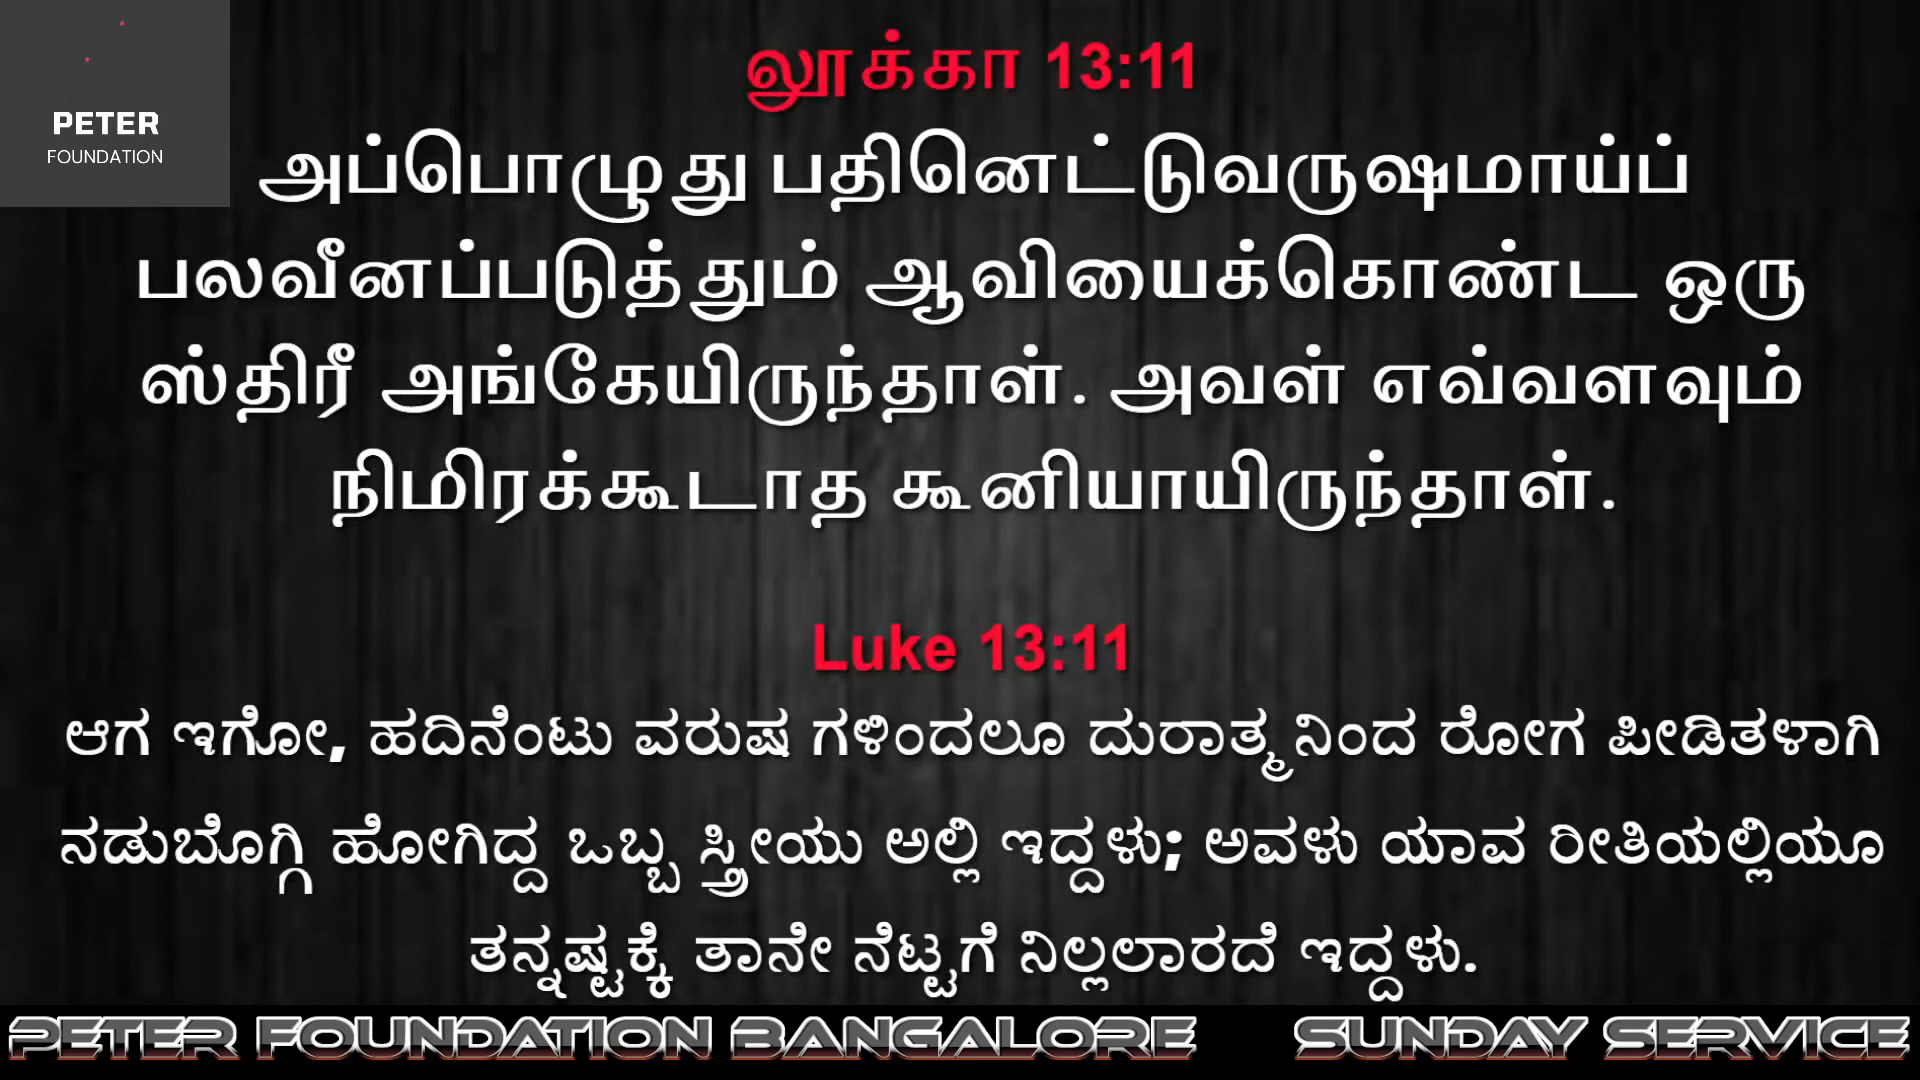 PETER
FOUNDATION
லூக்கா 13:11
அப்பொழுது பதினெட்டுவருஷமாய்ப்
பலவீனப்படுத்தும் ஆவியைக்கொண்ட ஒரு
ஸ்திரீ அங்கேயிருந்தாள். அவள் எவ்வளவும்
நிமிரக்கூடாத கூனியாயிருந்தாள்.
Luke 13:11
ಆಗ ಇಗೋ, ಹದಿನೆಂಟು ವರುಷ ಗಳಿಂದಲೂ ದುರಾತ್ಮನಿಂದ ರೋಗ ಪೀಡಿತಳಾಗಿ
ನಡುಬೊಗ್ಗಿ ಹೋಗಿದ್ದ ಒಬ್ಬ ಸ್ತ್ರೀಯು ಅಲ್ಲಿ ಇದ್ದಳು; ಅವಳು ಯಾವ ರೀತಿಯಲ್ಲಿಯೂ
ತನ್ನಷ್ಟಕ್ಕೆ ತಾನೇ ನೆಟ್ಟಗೆ ನಿಲ್ಲಲಾರದೆ ಇದ್ದಳು.
PETER FOUNDATION BANGALORE SUNDAY SERVICE